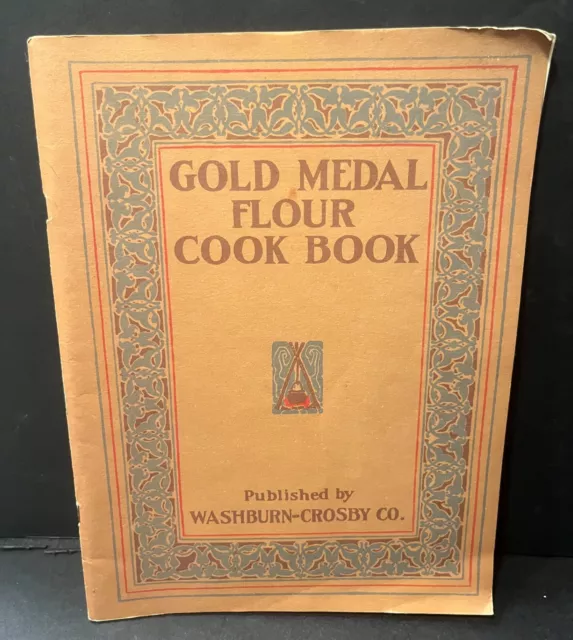 GOLD MEDAL
FLOUR
COOK BOOK
Published by
WASHBURN-CROSBY CO.